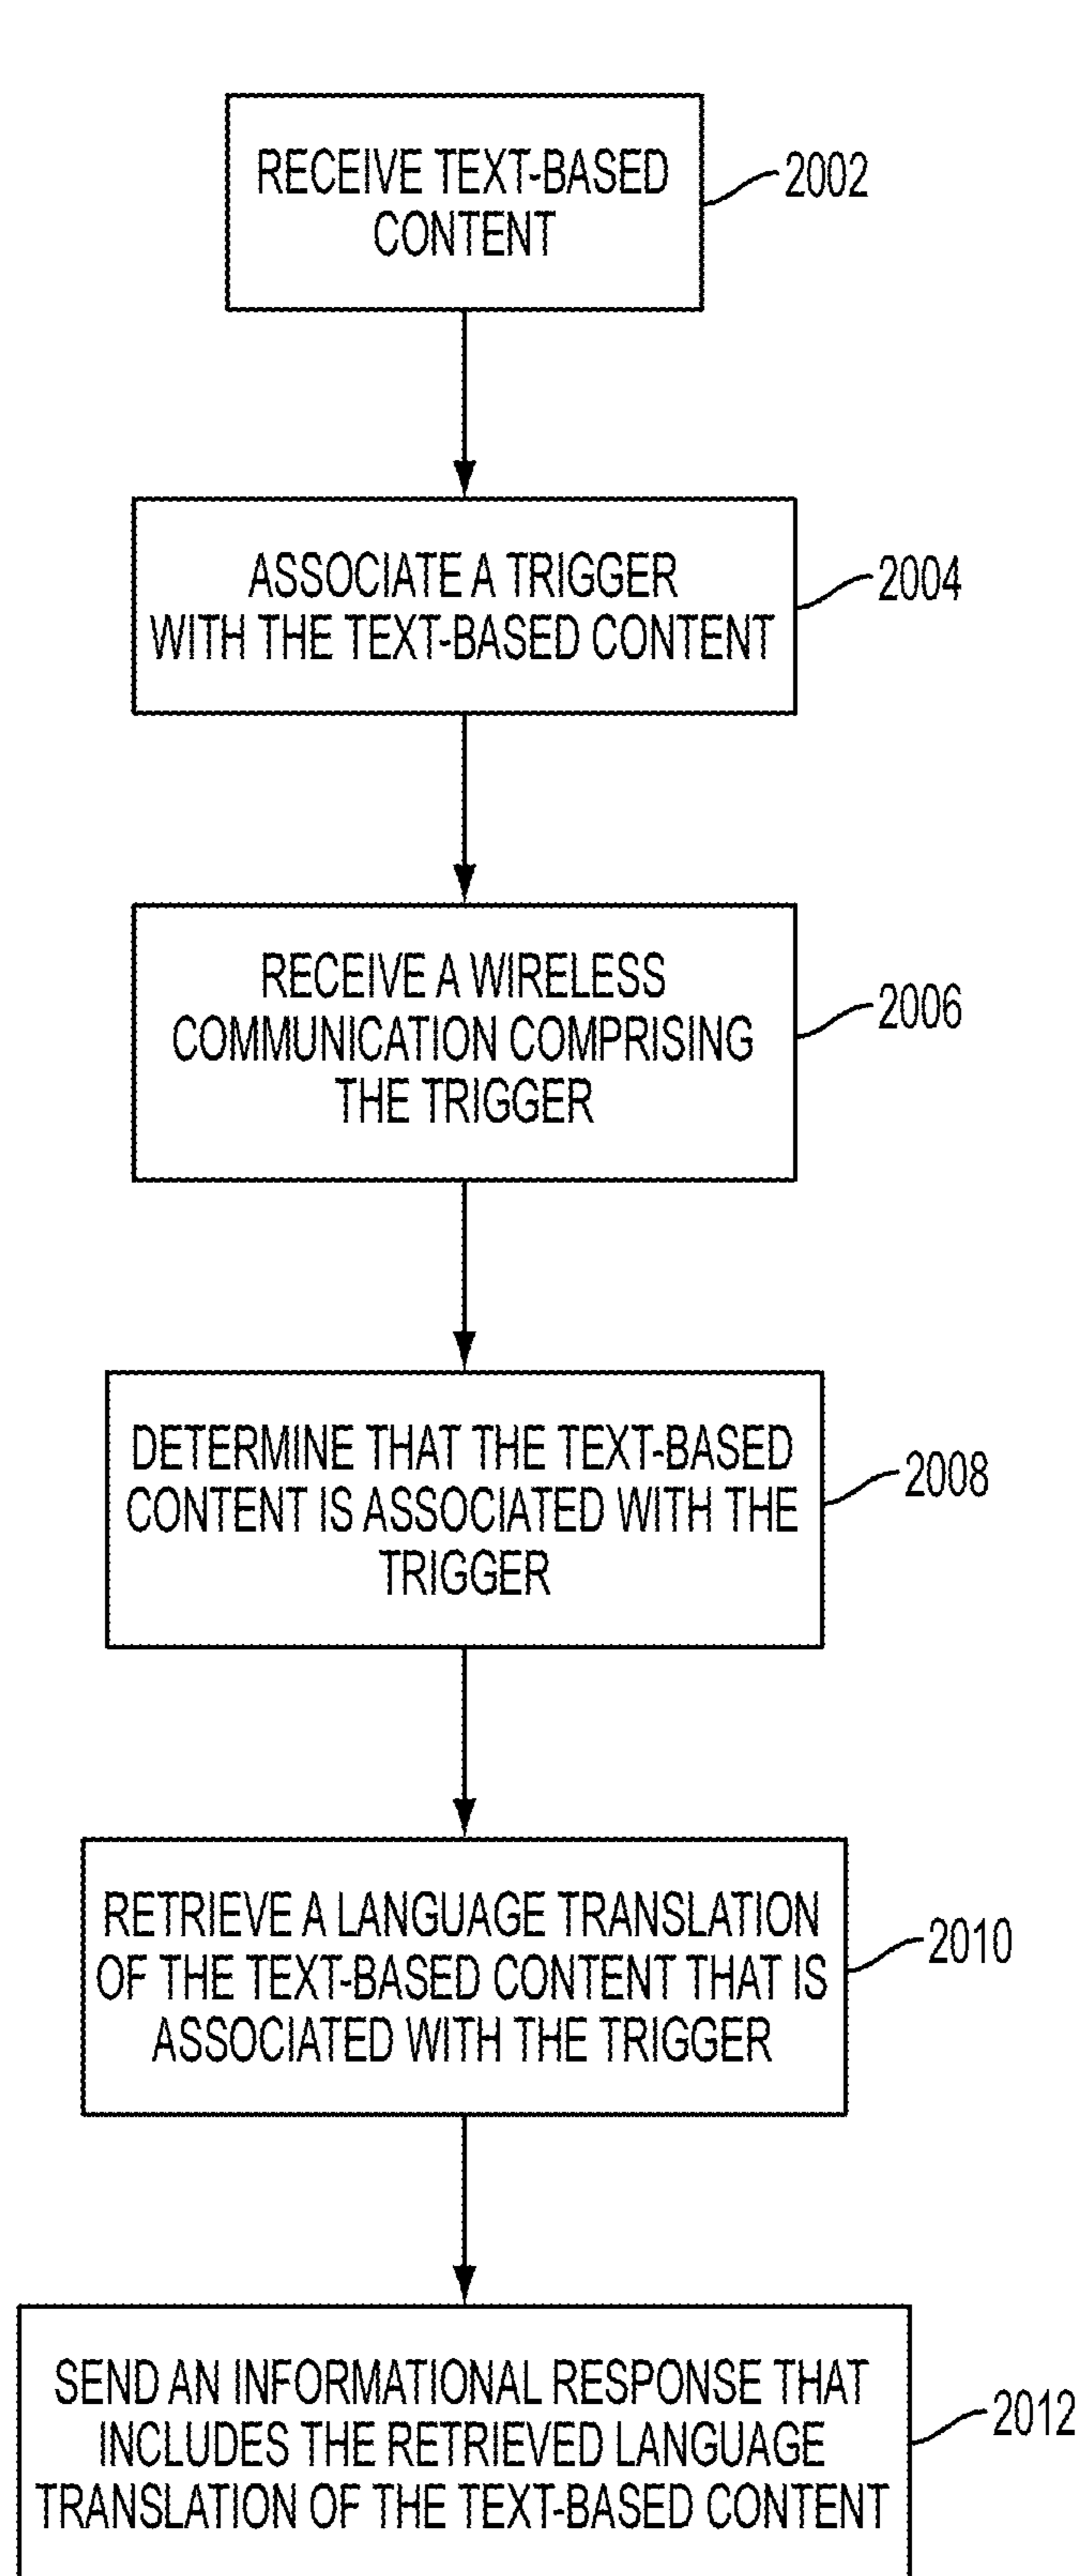 RECEIVE TEXT-BASED
CONTENT
2002
ASSOCIATE A TRIGGER
WITH THE TEXT-BASED CONTENT
2004
RECEIVE A WIRELESS
COMMUNICATION COMPRISING
THE TRIGGER
2006
DETERMINE THAT THE TEXT-BASED
CONTENT IS ASSOCIATED WITH THE
TRIGGER
2008
RETRIEVE A LANGUAGE TRANSLATION
OF THE TEXT-BASED CONTENT THAT IS
ASSOCIATED WITH THE TRIGGER
2010
SEND AN INFORMATIONAL RESPONSE THAT
INCLUDES THE RETRIEVED LANGUAGE
TRANSLATION OF THE TEXT-BASED CONTENT
2012